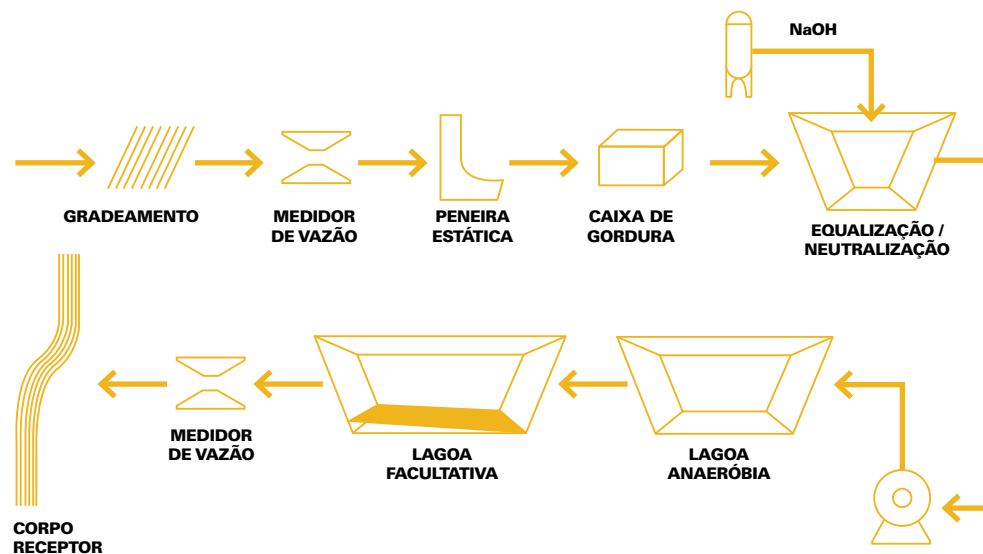 NaOH
GRADEAMENTO
MEDIDOR
DE VAZÃO
PENEIRA
ESTÁTICA
CAIXA DE
GORDURA
EQUALIZAÇÃO /
NEUTRALIZAÇÃO
MEDIDOR
DE VAZÃO
LAGOA
FACULTATIVA
LAGOA
ANAERÓBIA
CORPO
RECEPTOR